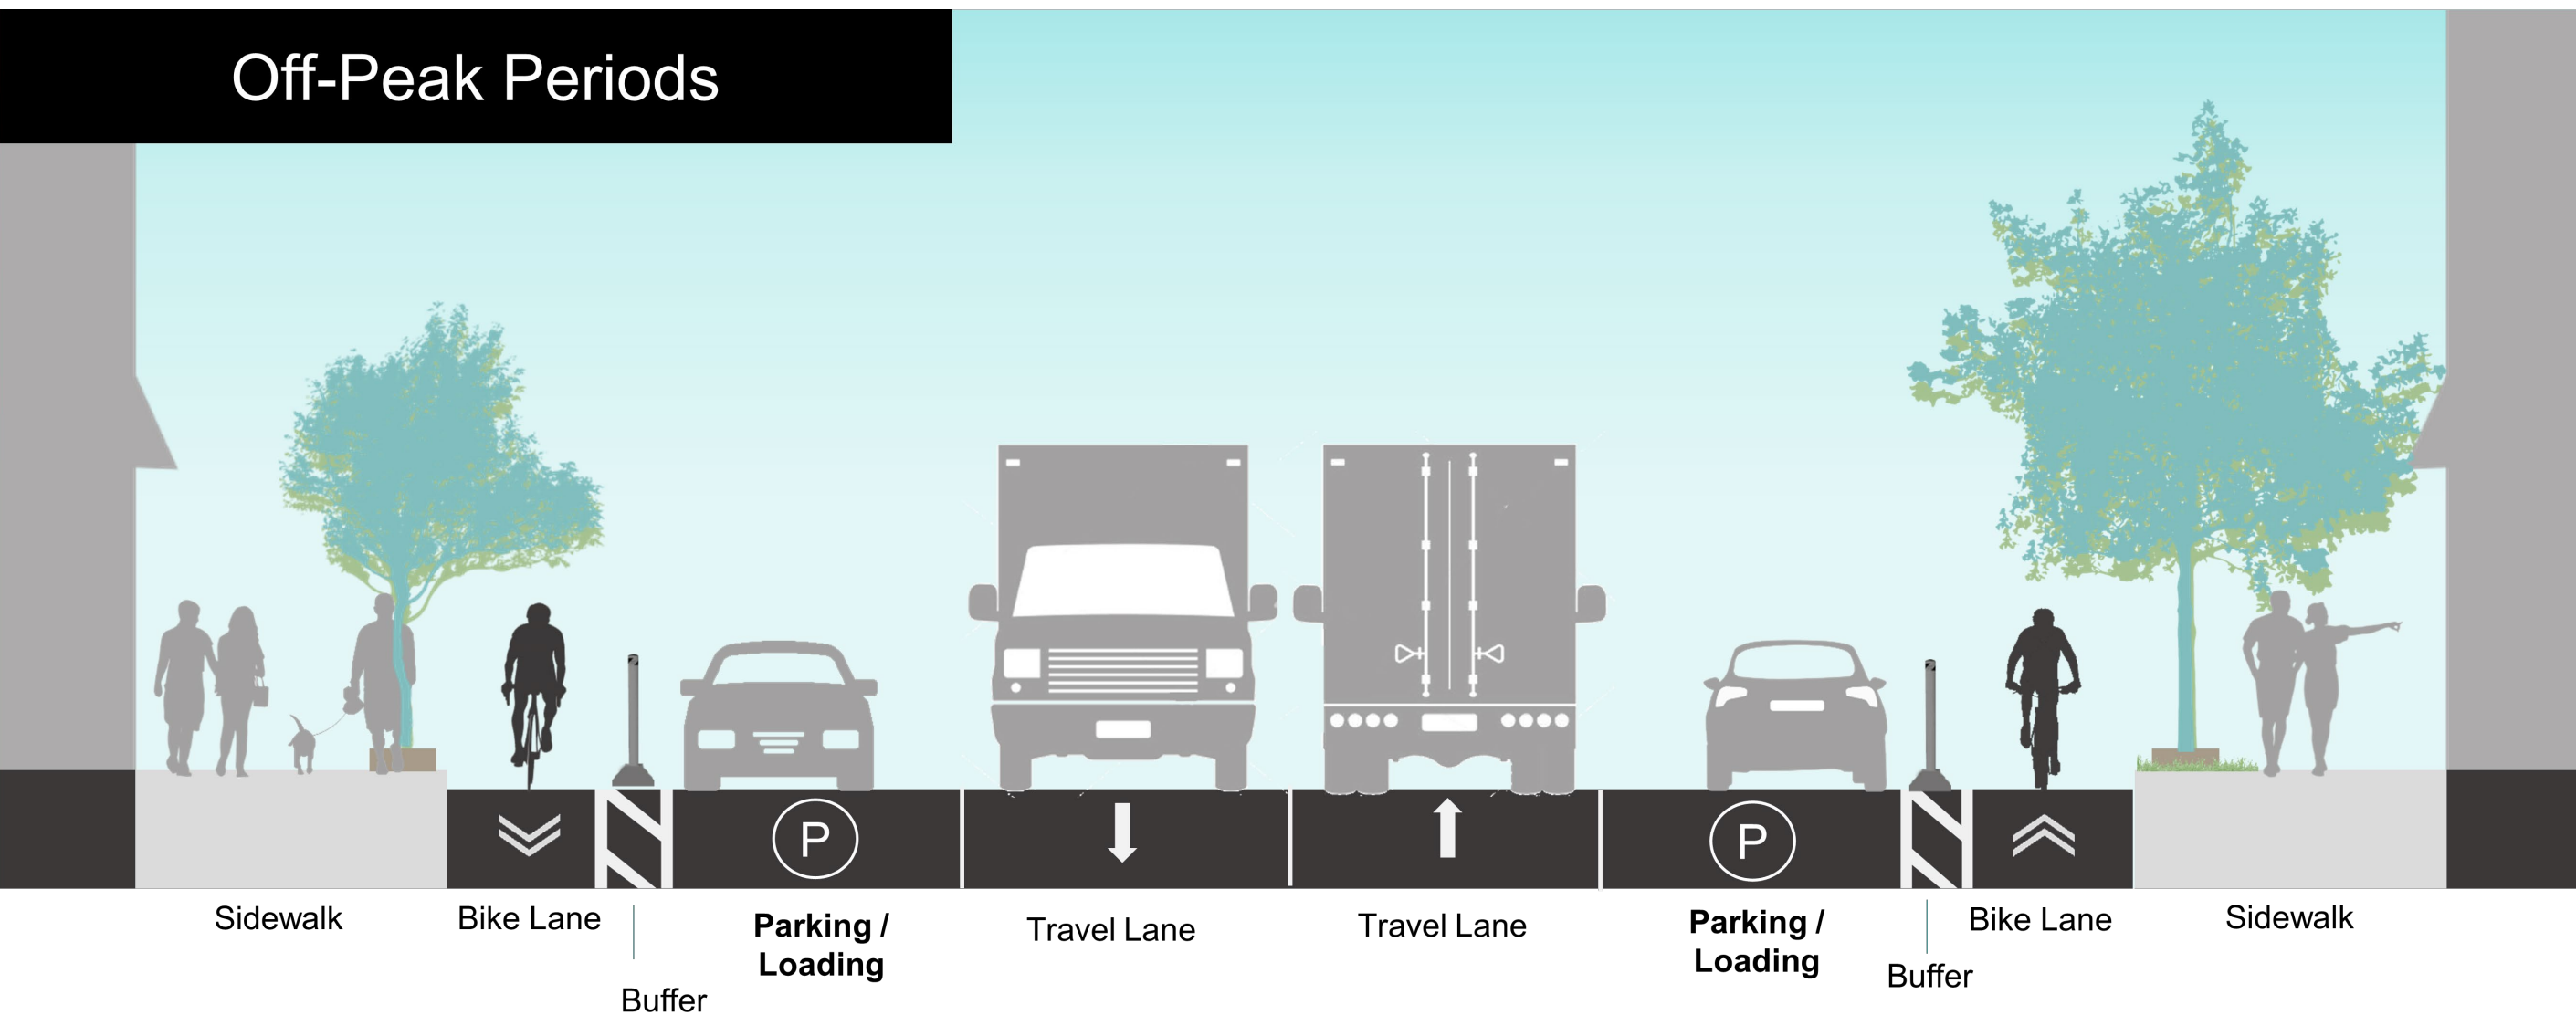 Off-Peak Periods
P
P
Sidewalk
Bike Lane
Buffer
Parking /
Loading
Travel Lane
Travel Lane
Parking /
Loading
Buffer
Bike Lane
Sidewalk